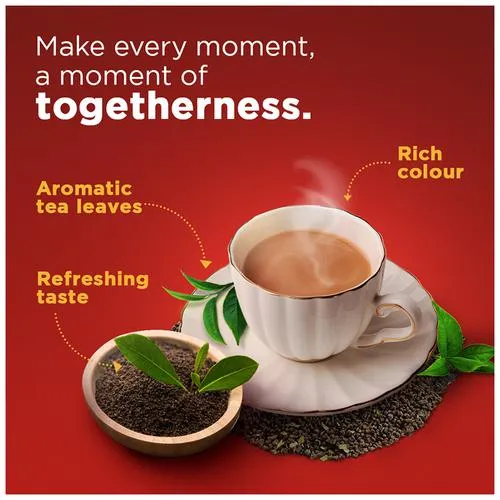 Make every moment,
a moment of
togetherness.
Rich
colour
Aromatic
tea leaves
Refreshing
taste